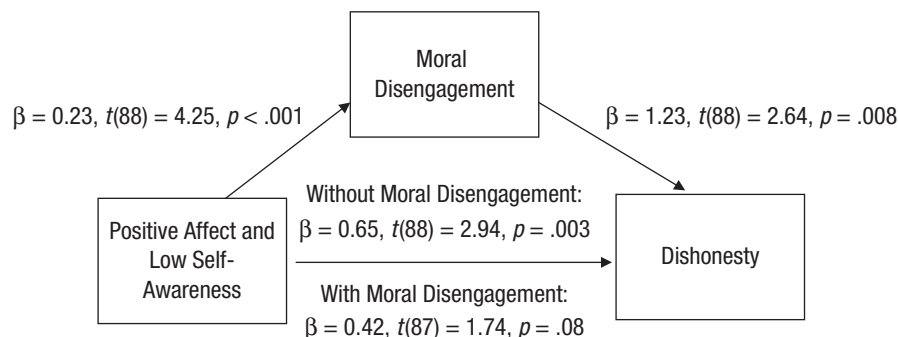 Moral
Disengagement
β = 0.23, t(88) = 4.25, p < .001
β = 1.23, t(88) = 2.64, p = .008
Without Moral Disengagement:
β = 0.65, t(88) = 2.94, p = .003
Positive Affect and
Low Self-
Awareness
Dishonesty
With Moral Disengagement:
β = 0.42, t(87) = 1.74, p = .08